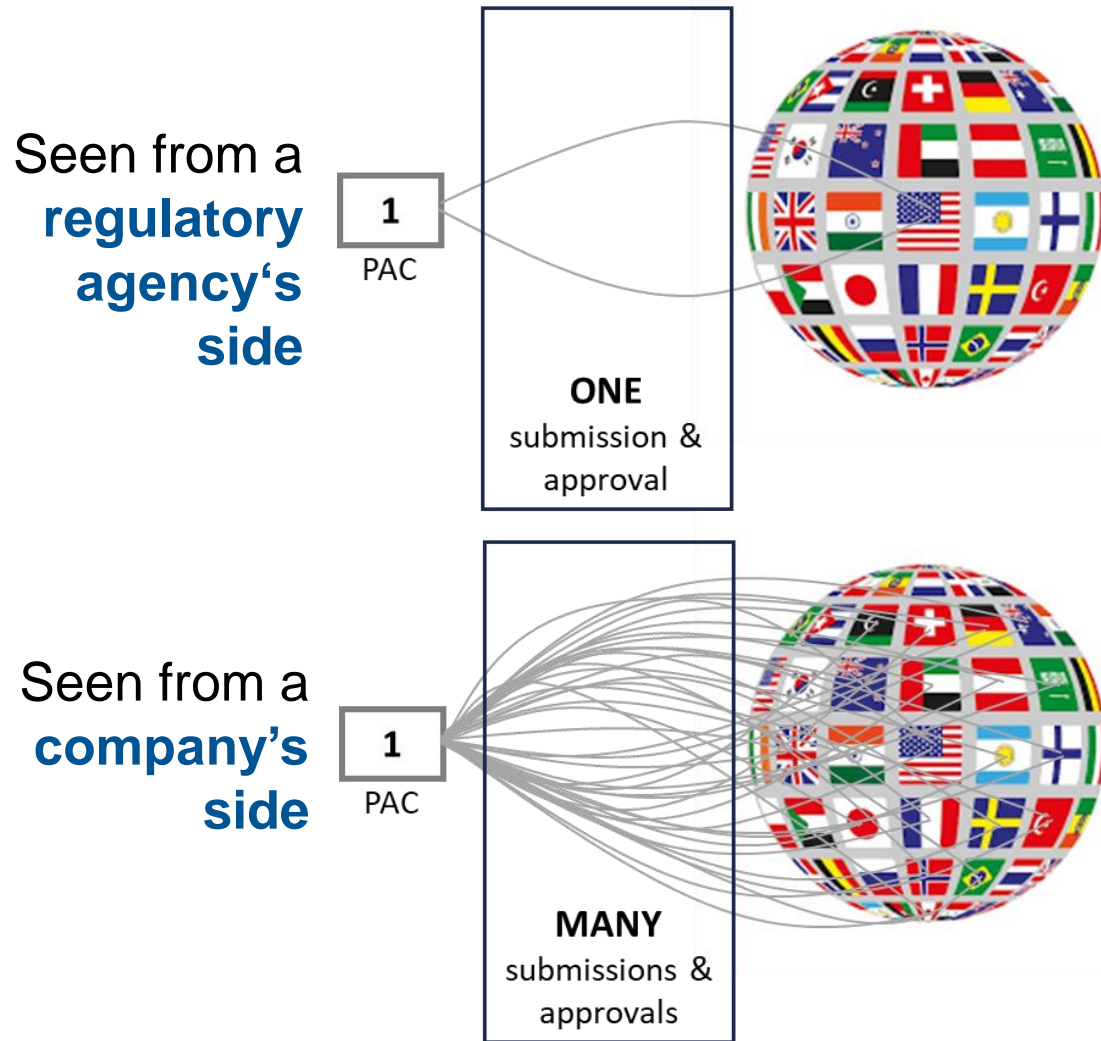 Seen from a
regulatory
agency‘s
side
1
PAC
ONE
submission &
approval
Seen from a
company’s
side
1
PAC
MANY
submissions &
approvals